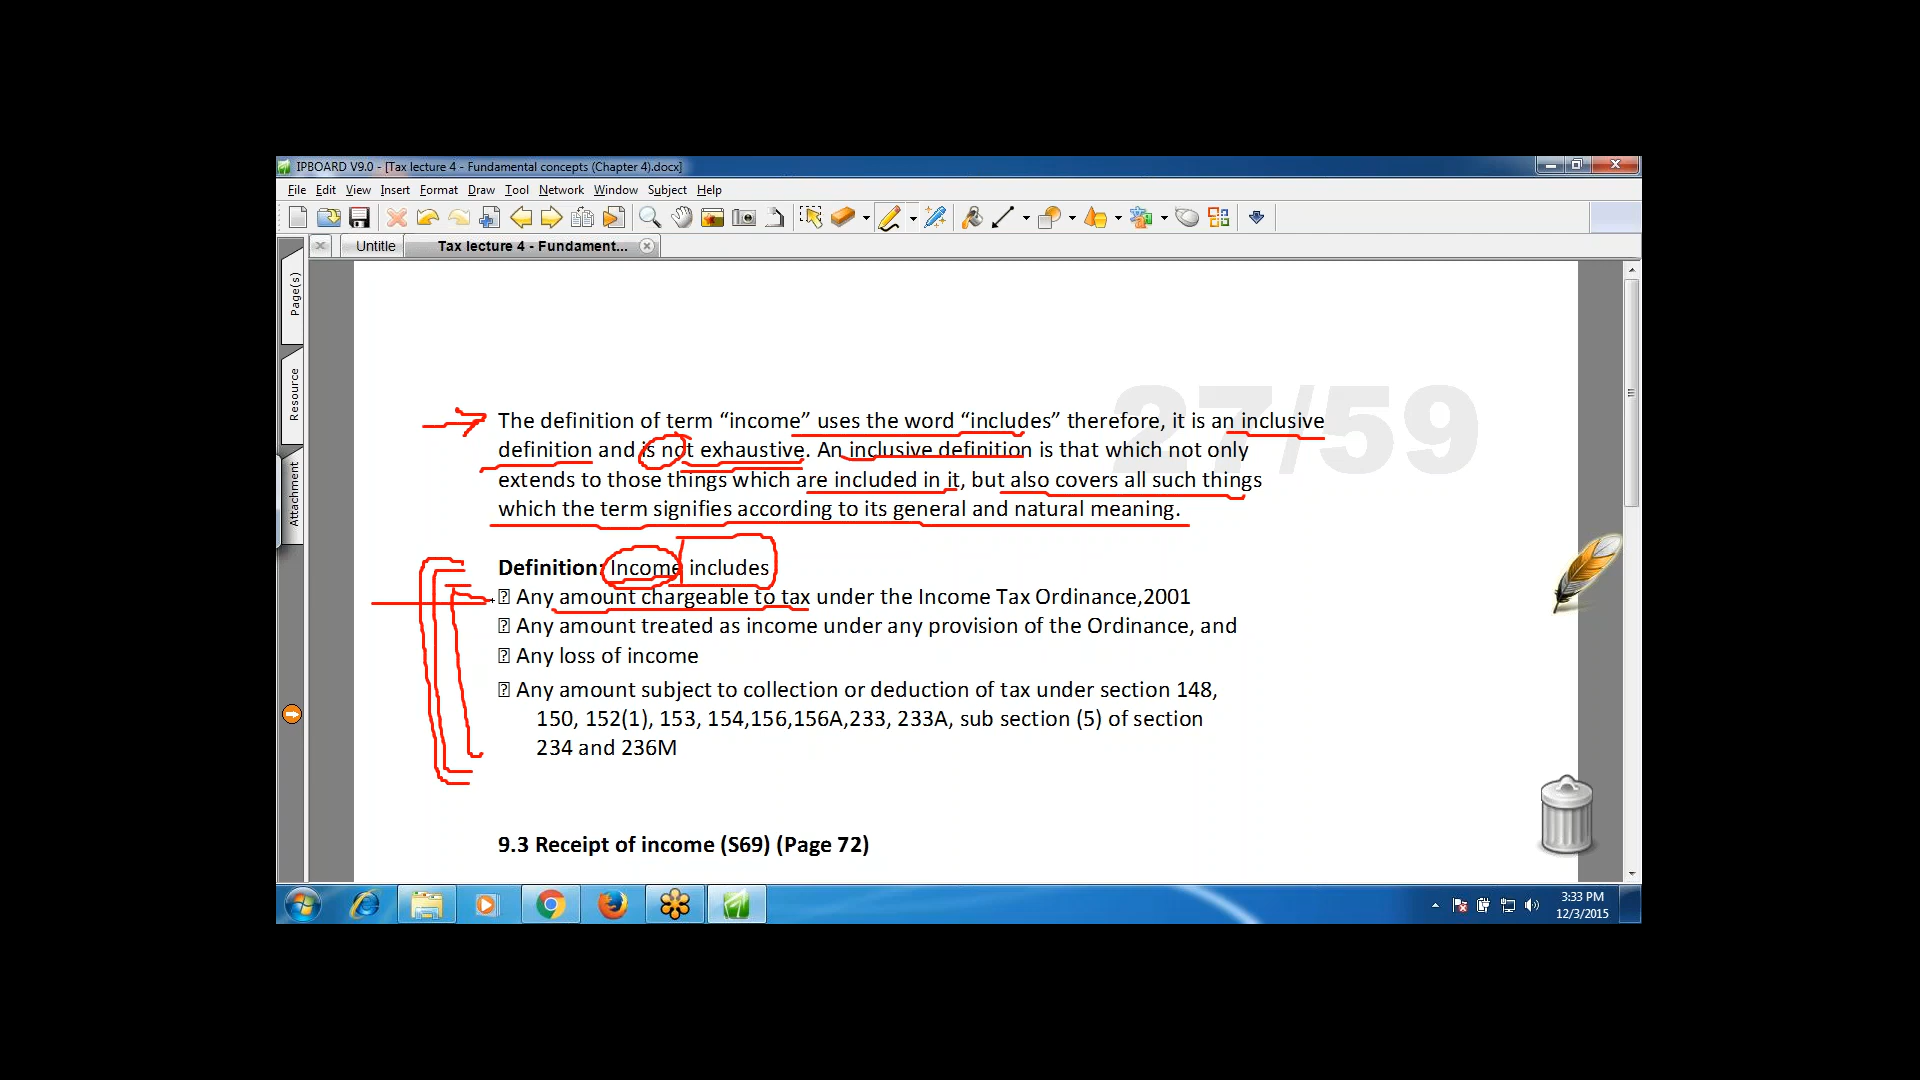 IPBOARD V9.0 - [Tax lecture 4 - Fundamental concepts (Chapter 4).docx]
File Edit View Insert Format Draw Tool Network Window Subject Help
Untitle Tax lecture 4 - Fundament...
Page(s)
Resource
Attachment
27/59
The definition of term “income” uses the word “includes” therefore, it is an inclusive
definition and is not exhaustive. An inclusive definition is that which not only
extends to those things which are included in it, but also covers all such things
which the term signifies according to its general and natural meaning.
Definition: Income includes
Any amount chargeable to tax under the Income Tax Ordinance,2001
Any amount treated as income under any provision of the Ordinance, and
Any loss of income
Any amount subject to collection or deduction of tax under section 148,
150, 152(1), 153, 154,156,156A,233, 233A, sub section (5) of section
234 and 236M
9.3 Receipt of income (S69) (Page 72)
3:33 PM
12/3/2015